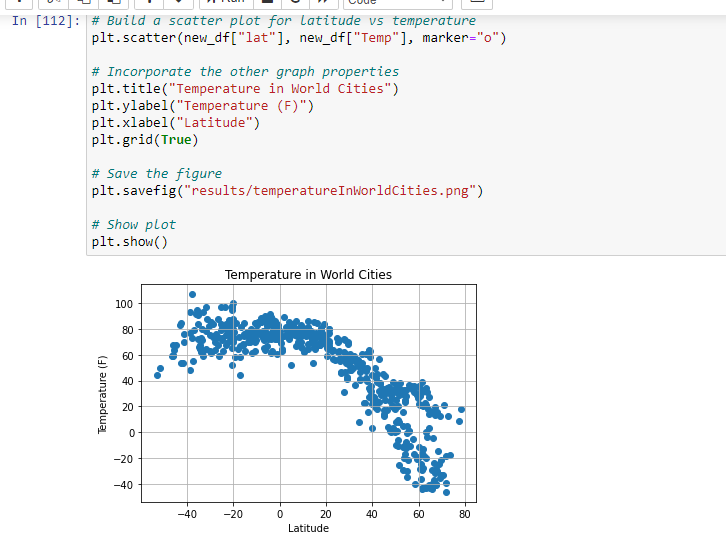 Code
In [112]: # Build a scatter plot for latitude vs temperature
plt.scatter(new_df["lat"], new_df["Temp"], marker="o")
# Incorporate the other graph properties
plt.title("Temperature in World Cities")
plt.ylabel("Temperature (F)")
plt.xlabel("Latitude")
plt.grid(True)
# Save the figure
plt.savefig("results/temperatureInWorldCities.png")
# Show plot
plt.show()
Temperature in World Cities
100
80
60
40
20
0
−20
−40
Temperature (F)
−40 −20 0 20 40 60 80
Latitude